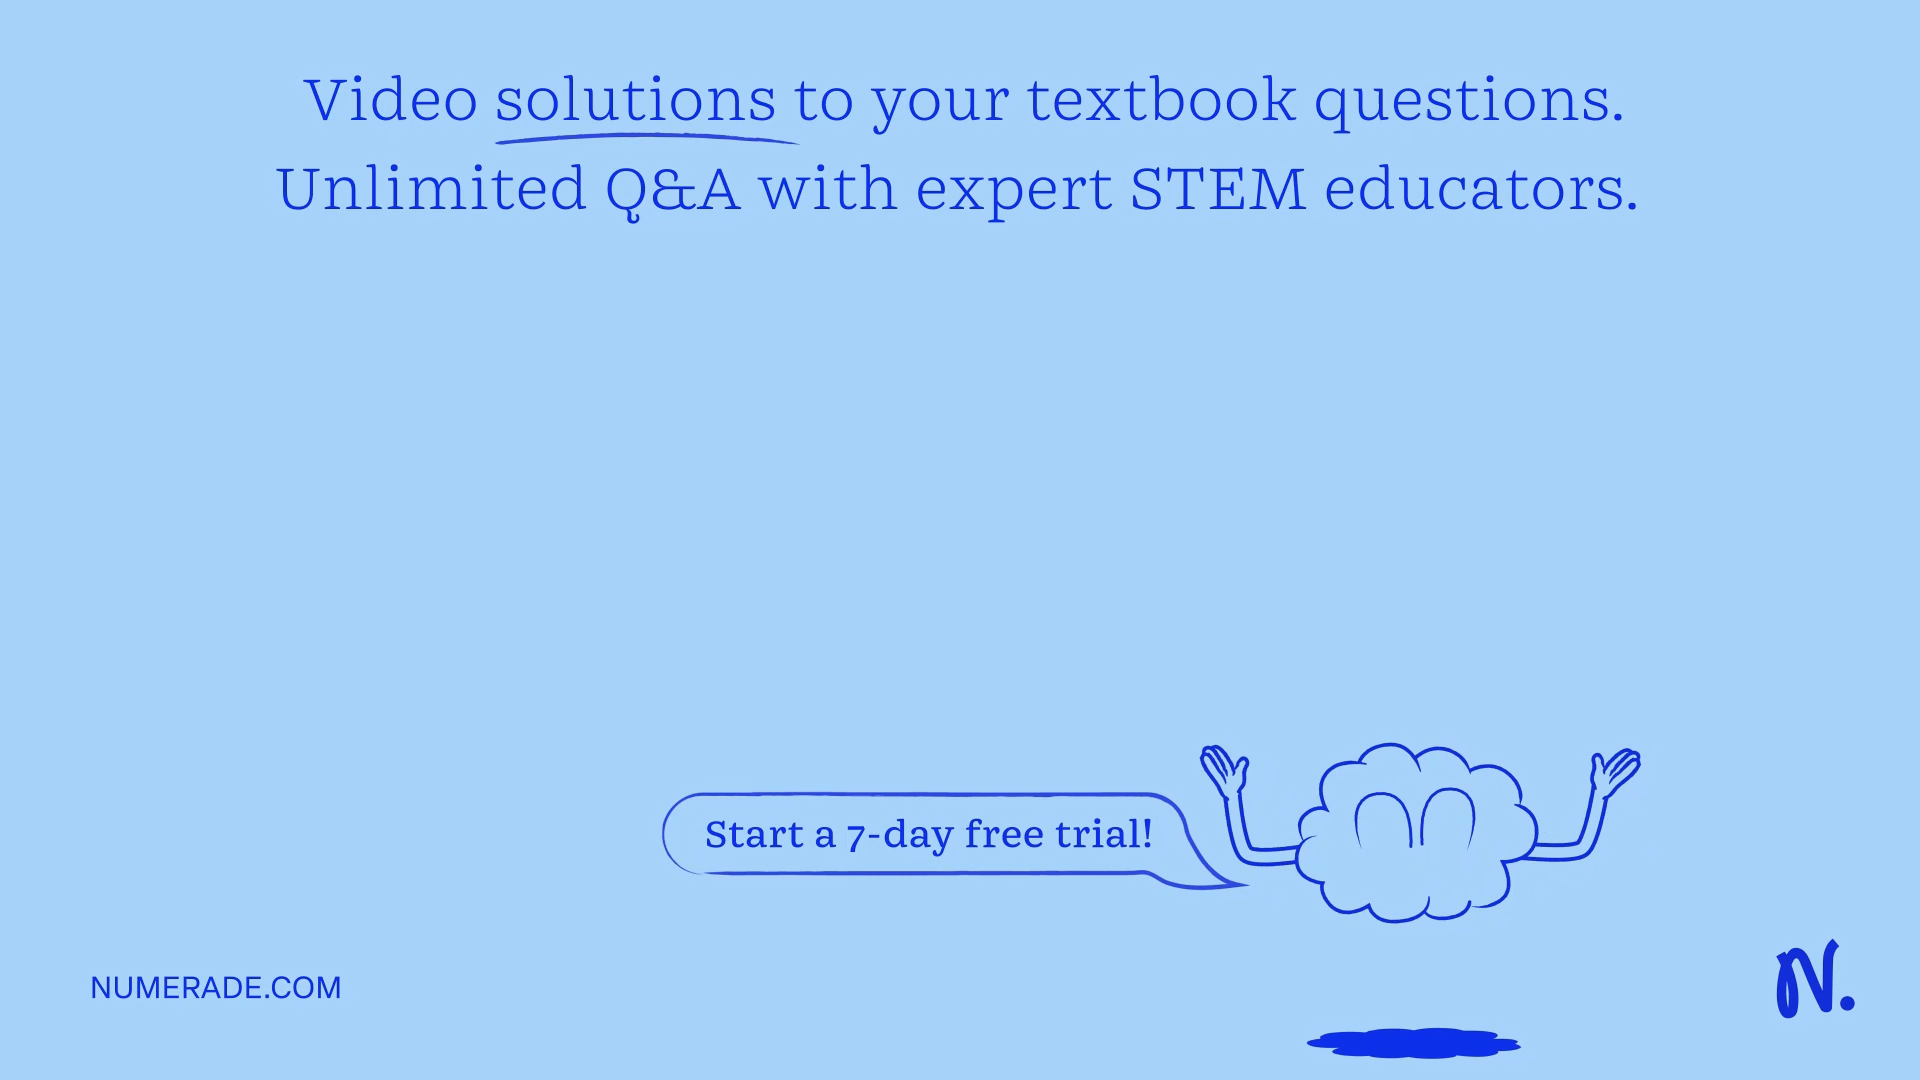 Video solutions to your textbook questions.
Unlimited Q&A with expert STEM educators.
Start a 7-day free trial!
NUMERADE.COM
N.